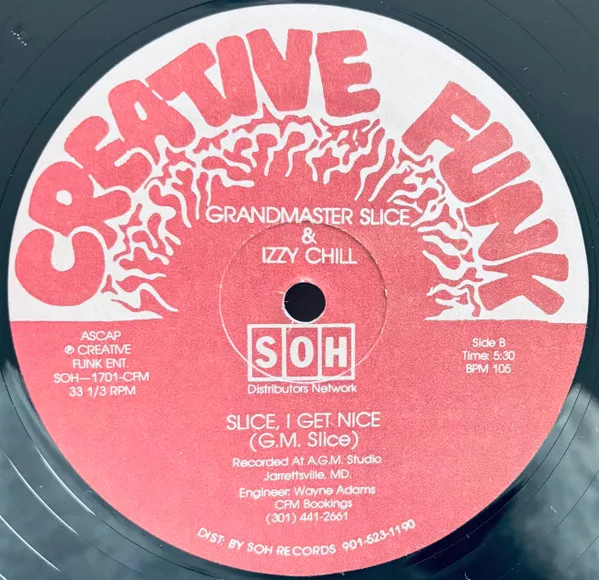 CREATIVE FUNK
GRANDMASTER SLICE
&
IZZY CHILL
ASCAP
℗ CREATIVE
FUNK ENT.
SOH—1701-CFM
33 1/3 RPM
SOH
Distributors Network
Side B
Time: 5:30
BPM 105
SLICE, I GET NICE
(G.M. Slice)
Recorded At A.G.M. Studio
Jarrettsville, MD.
Engineer: Wayne Adams
CFM Bookings
(301) 441-2661
DIST. BY SOH RECORDS 901-523-1190